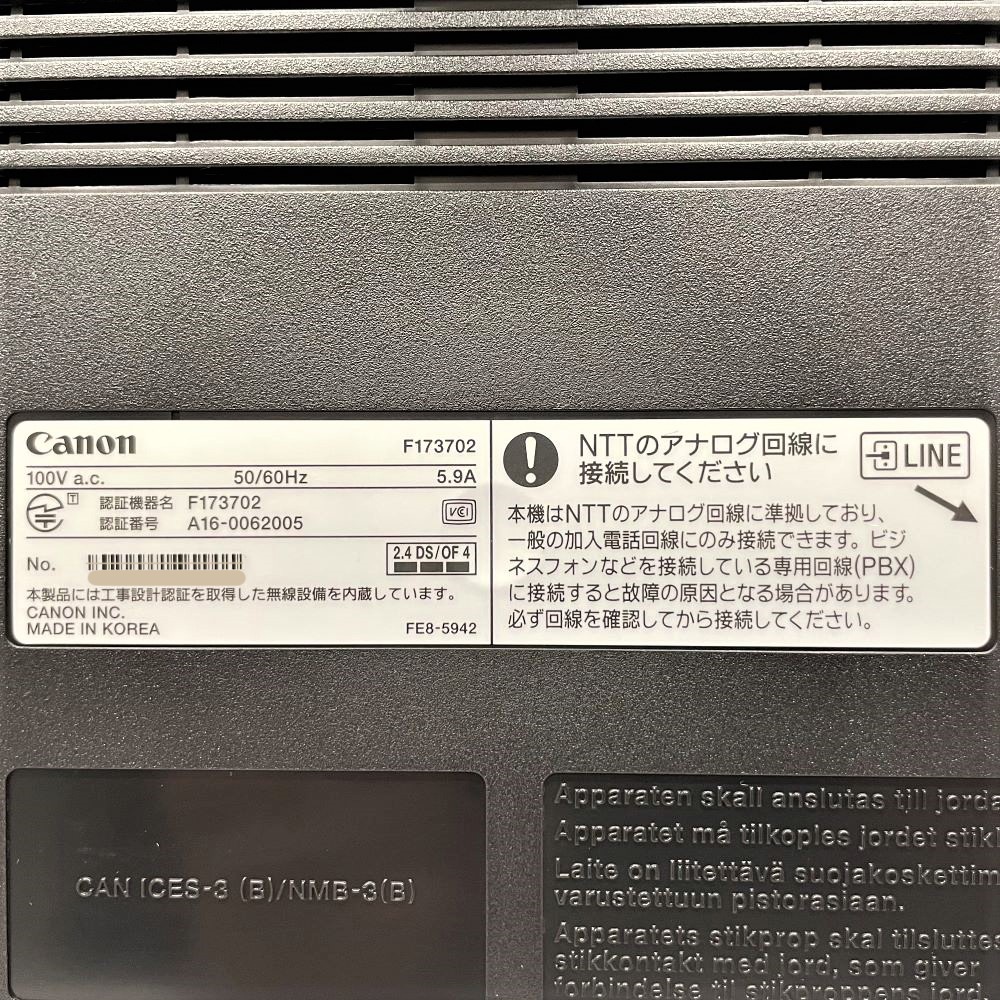 Canon F173702
100V a.c. 50/60Hz 5.9A
T 認証機器名 F173702
認証番号 A16-0062005
VCI
No.
2.4 DS/OF 4
本製品には工事設計認証を取得した無線設備を内蔵しています。
CANON INC.
MADE IN KOREA FE8-5942
NTTのアナログ回線に
接続してください
LINE
本機はNTTのアナログ回線に準拠しており、
一般の加入電話回線にのみ接続できます。ビジ
ネスフォンなどを接続している専用回線(PBX)
に接続すると故障の原因となる場合があります。
必ず回線を確認してから接続してください。
CAN ICES-3 (B)/NMB-3(B)
Apparaten skall anslutas till jorda
Apparatet må tilkoples jordet stikk
Laite on liitettävä suojakoskettim
varustettuun pistorasiaan.
Apparatets stikprop skal tilsluttes
stikkontakt med jord, som giver
forbindelse til stikproppens jord.